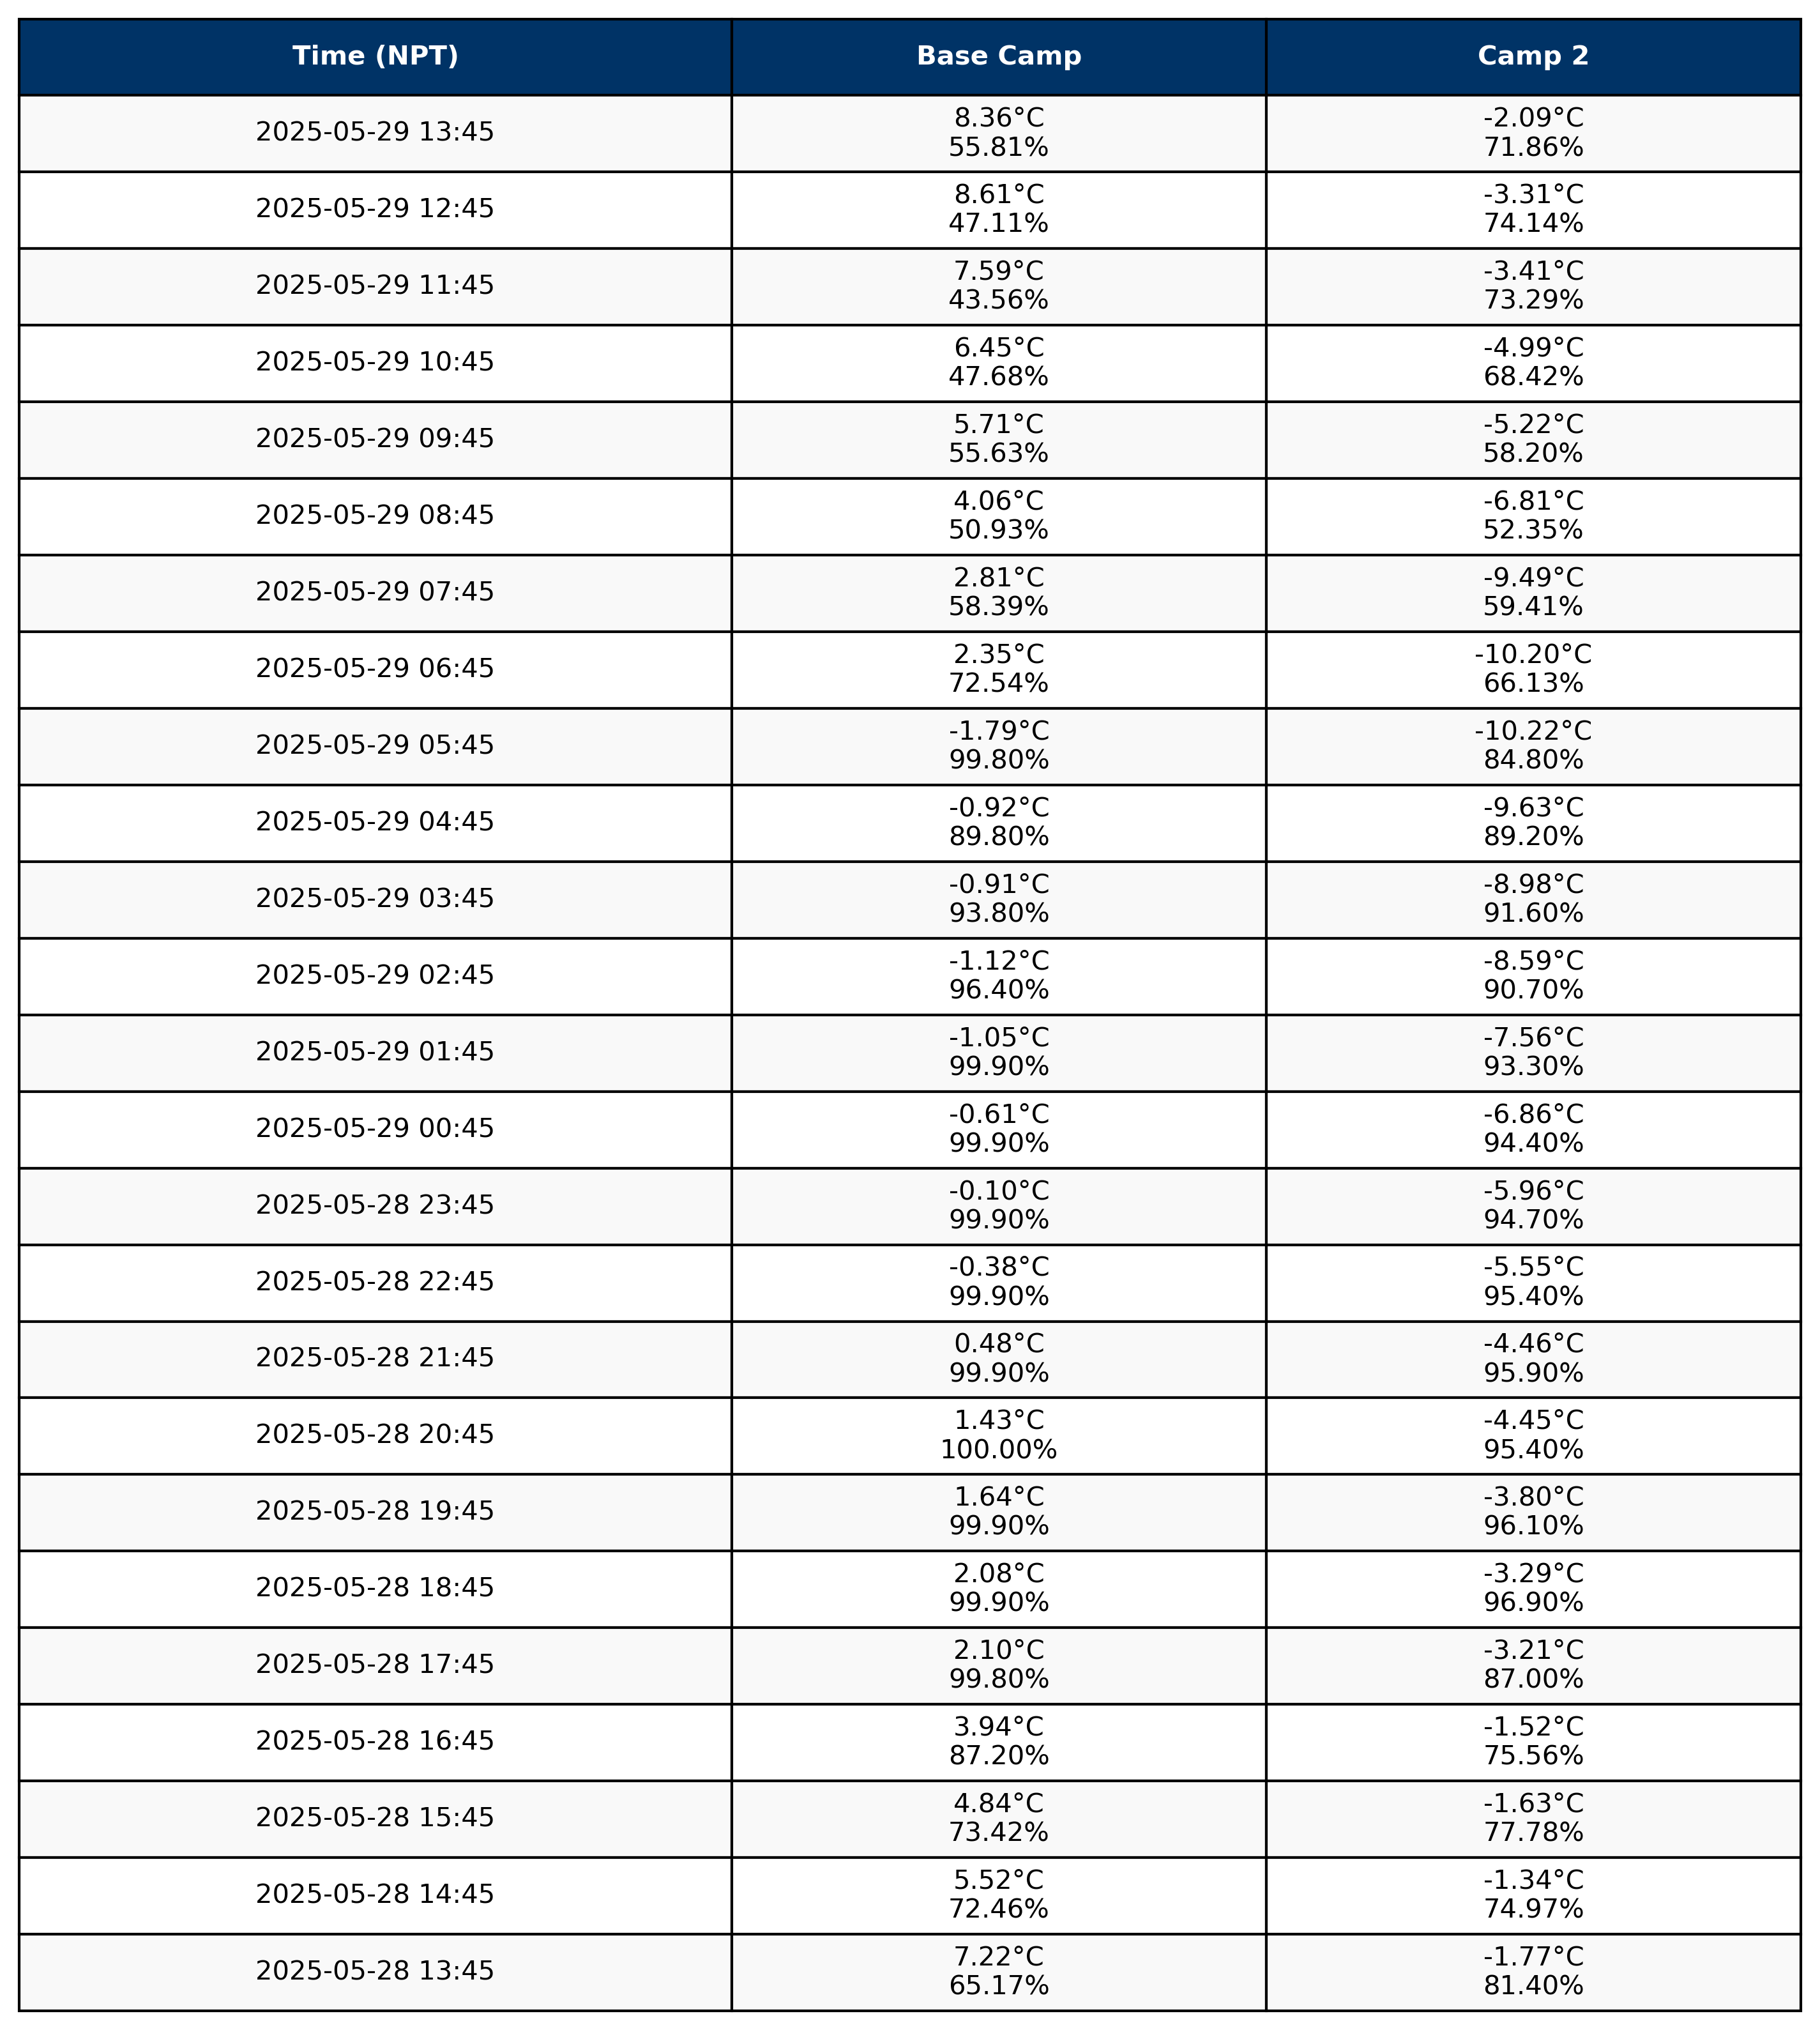 Time (NPT) Base Camp Camp 2
2025-05-29 13:45 8.36°C -2.09°C
55.81% 71.86%
2025-05-29 12:45 8.61°C -3.31°C
47.11% 74.14%
2025-05-29 11:45 7.59°C -3.41°C
43.56% 73.29%
2025-05-29 10:45 6.45°C -4.99°C
47.68% 68.42%
2025-05-29 09:45 5.71°C -5.22°C
55.63% 58.20%
2025-05-29 08:45 4.06°C -6.81°C
50.93% 52.35%
2025-05-29 07:45 2.81°C -9.49°C
58.39% 59.41%
2025-05-29 06:45 2.35°C -10.20°C
72.54% 66.13%
2025-05-29 05:45 -1.79°C -10.22°C
99.80% 84.80%
2025-05-29 04:45 -0.92°C -9.63°C
89.80% 89.20%
2025-05-29 03:45 -0.91°C -8.98°C
93.80% 91.60%
2025-05-29 02:45 -1.12°C -8.59°C
96.40% 90.70%
2025-05-29 01:45 -1.05°C -7.56°C
99.90% 93.30%
2025-05-29 00:45 -0.61°C -6.86°C
99.90% 94.40%
2025-05-28 23:45 -0.10°C -5.96°C
99.90% 94.70%
2025-05-28 22:45 -0.38°C -5.55°C
99.90% 95.40%
2025-05-28 21:45 0.48°C -4.46°C
99.90% 95.90%
2025-05-28 20:45 1.43°C -4.45°C
100.00% 95.40%
2025-05-28 19:45 1.64°C -3.80°C
99.90% 96.10%
2025-05-28 18:45 2.08°C -3.29°C
99.90% 96.90%
2025-05-28 17:45 2.10°C -3.21°C
99.80% 87.00%
2025-05-28 16:45 3.94°C -1.52°C
87.20% 75.56%
2025-05-28 15:45 4.84°C -1.63°C
73.42% 77.78%
2025-05-28 14:45 5.52°C -1.34°C
72.46% 74.97%
2025-05-28 13:45 7.22°C -1.77°C
65.17% 81.40%